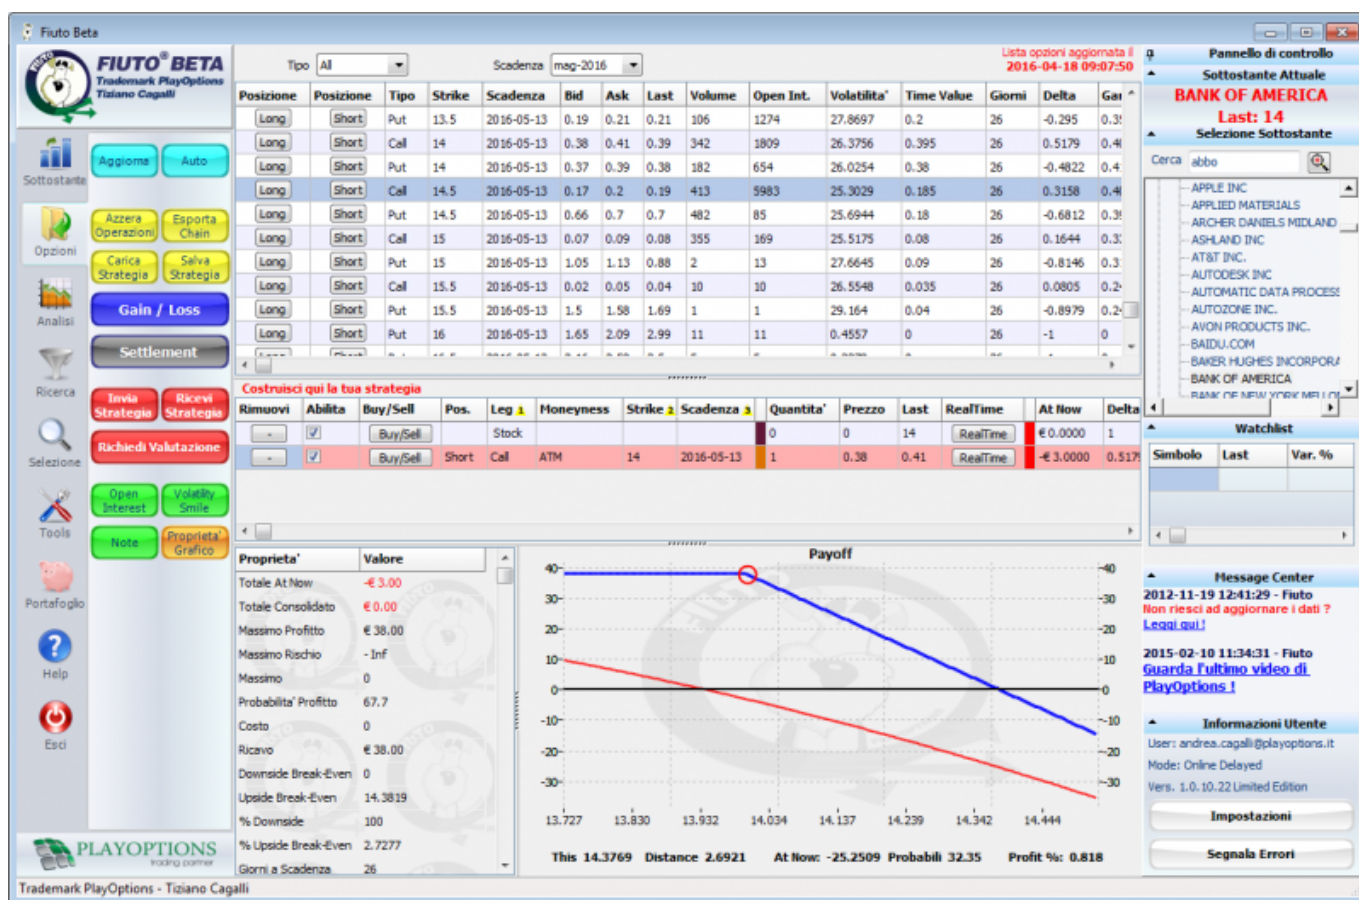 Fiuto Beta
FIUTO® BETA
Trademark PlayOptions
Tiziano Cagalli
Sottostante
Opzioni
Analisi
Ricerca
Selezione
Tools
Portafoglio
Help
Esci
Aggiorna Auto
Azzera Operazioni Esporta Chain
Carica Strategia Salva Strategia
Gain / Loss
Settlement
Invia Strategia Ricevi Strategia
Richiedi Valutazione
Open Interest Volatility Smile
Note Proprieta' Grafico
PLAYOPTIONS
trading partner
Tipo All Scadenza mag-2016
Lista opzioni aggiornata il
2016-04-18 09:07:50
Posizione Posizione Tipo Strike Scadenza Bid Ask Last Volume Open Int. Volatilita' Time Value Giorni Delta
Long Short Put 13.5 2016-05-13 0.19 0.21 0.21 106 1274 27.8697 0.2 26 -0.295
Long Short Call 14 2016-05-13 0.38 0.41 0.39 342 1809 26.3756 0.395 26 0.5179
Long Short Put 14 2016-05-13 0.37 0.39 0.38 182 654 26.0254 0.38 26 -0.4822
Long Short Call 14.5 2016-05-13 0.17 0.2 0.19 413 5983 25.3029 0.185 26 0.3158
Long Short Put 14.5 2016-05-13 0.66 0.7 0.7 482 85 25.6944 0.18 26 -0.6812
Long Short Call 15 2016-05-13 0.07 0.09 0.08 355 169 25.5175 0.08 26 0.1644
Long Short Put 15 2016-05-13 1.05 1.13 0.88 2 13 27.6645 0.09 26 -0.8146
Long Short Call 15.5 2016-05-13 0.02 0.05 0.04 10 10 26.5548 0.035 26 0.0805
Long Short Put 15.5 2016-05-13 1.5 1.58 1.69 1 1 29.164 0.04 26 -0.8979
Long Short Put 16 2016-05-13 1.65 2.09 2.99 11 11 0.4557 0 26 -1 0
Costruisci qui la tua strategia
Rimuovi Abilita Buy/Sell Pos. Leg 1 Moneyness Strike 2 Scadenza 3 Quantita' Prezzo Last RealTime At Now Delta
- Buy/Sell Stock 0 0 14 RealTime € 0.0000 1
- Buy/Sell Short Call ATM 14 2016-05-13 1 0.38 0.41 RealTime -€ 3.0000 0.5179
Proprieta' Valore
Totale At Now -€ 3.00
Totale Consolidato € 0.00
Massimo Profitto € 38.00
Massimo Rischio - Inf
Massimo 0
Probabilita' Profitto 67.7
Costo 0
Ricavo € 38.00
Downside Break-Even 0
Upside Break-Even 14.3819
% Downside 100
% Upside Break-Even 2.7277
Giorni a Scadenza 26
Payoff
40 40
30 30
20 20
10 10
0 0
-10 -10
-20 -20
-30 -30
13.727 13.830 13.932 14.034 14.137 14.239 14.342 14.444
This 14.3769 Distance 2.6921 At Now: -25.2509 Probabili 32.35 Profit %: 0.818
Pannello di controllo
Sottostante Attuale
BANK OF AMERICA
Last: 14
Selezione Sottostante
Cerca abbo
APPLE INC
APPLIED MATERIALS
ARCHER DANIELS MIDLAND
ASHLAND INC
AT&T INC.
AUTODESK INC
AUTOMATIC DATA PROCESS
AUTOZONE INC.
AVON PRODUCTS INC.
BAIDU.COM
BAKER HUGHES INCORPORA
BANK OF AMERICA
BANK OF NEW YORK MELLO
Watchlist
Simbolo Last Var. %
Message Center
2012-11-19 12:41:29 - Fiuto
Non riesci ad aggiornare i dati ?
Leggi qui !
2015-02-10 11:34:31 - Fiuto
Guarda l'ultimo video di
PlayOptions !
Informazioni Utente
User: andrea.cagalli@playoptions.it
Mode: Online Delayed
Vers. 1.0.10.22 Limited Edition
Impostazioni
Segnala Errori
Trademark PlayOptions - Tiziano Cagalli